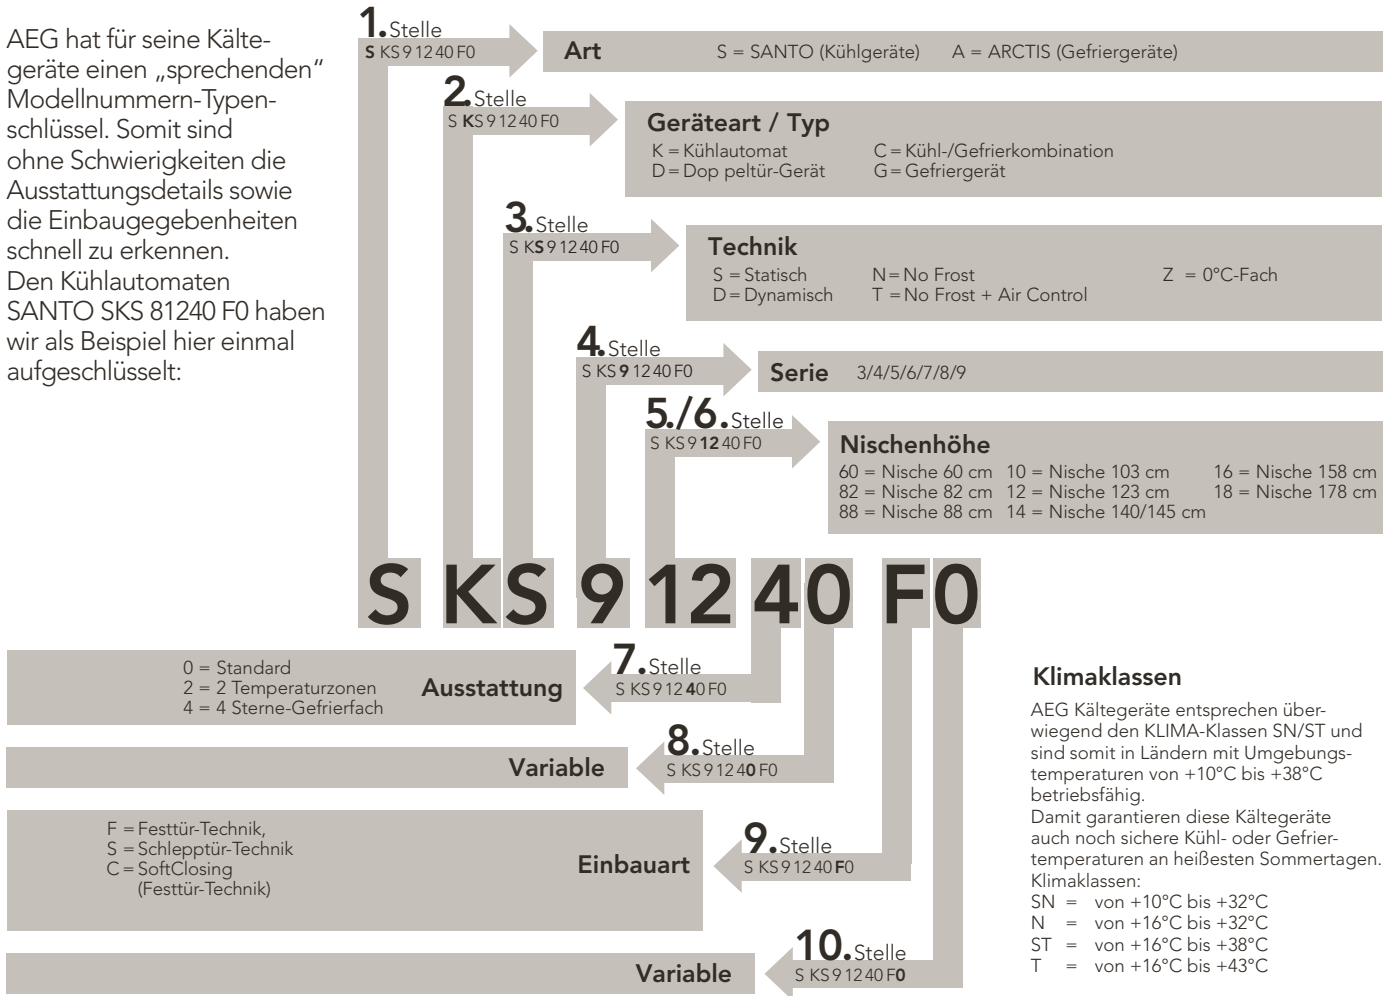 AEG hat für seine Kälte-
geräte einen „sprechenden“
Modellnummern-Typen-
schlüssel. Somit sind
ohne Schwierigkeiten die
Ausstattungsdetails sowie
die Einbaugegebenheiten
schnell zu erkennen.
Den Kühlautomaten
SANTO SKS 81240 F0 haben
wir als Beispiel hier einmal
aufgeschlüsselt:
1. Stelle
S KS 9 12 40 F0
Art S = SANTO (Kühlgeräte) A = ARCTIS (Gefriergeräte)
2. Stelle
S KS 9 12 40 F0
Geräteart / Typ
K = Kühlautomat C = Kühl-/Gefrierkombination
D = Dop peltür-Gerät G = Gefriergerät
3. Stelle
S KS 9 12 40 F0
Technik
S = Statisch N = No Frost Z = 0°C-Fach
D = Dynamisch T = No Frost + Air Control
4. Stelle
S KS 9 12 40 F0
Serie 3/4/5/6/7/8/9
5./6. Stelle
S KS 9 12 40 F0
Nischenhöhe
60 = Nische 60 cm 10 = Nische 103 cm 16 = Nische 158 cm
82 = Nische 82 cm 12 = Nische 123 cm 18 = Nische 178 cm
88 = Nische 88 cm 14 = Nische 140/145 cm
S KS 9 12 40 F0
7. Stelle
S KS 9 12 40 F0
0 = Standard
2 = 2 Temperaturzonen
4 = 4 Sterne-Gefrierfach
Ausstattung
8. Stelle
S KS 9 12 40 F0
Variable
9. Stelle
S KS 9 12 40 F0
F = Festtür-Technik,
S = Schlepptür-Technik
C = SoftClosing
(Festtür-Technik)
Einbauart
10. Stelle
S KS 9 12 40 F0
Variable
Klimaklassen
AEG Kältegeräte entsprechen über-
wiegend den KLIMA-Klassen SN/ST und
sind somit in Ländern mit Umgebungs-
temperaturen von +10°C bis +38°C
betriebsfähig.
Damit garantieren diese Kältegeräte
auch noch sichere Kühl- oder Gefrier-
temperaturen an heißesten Sommertagen.
Klimaklassen:
SN = von +10°C bis +32°C
N = von +16°C bis +32°C
ST = von +16°C bis +38°C
T = von +16°C bis +43°C